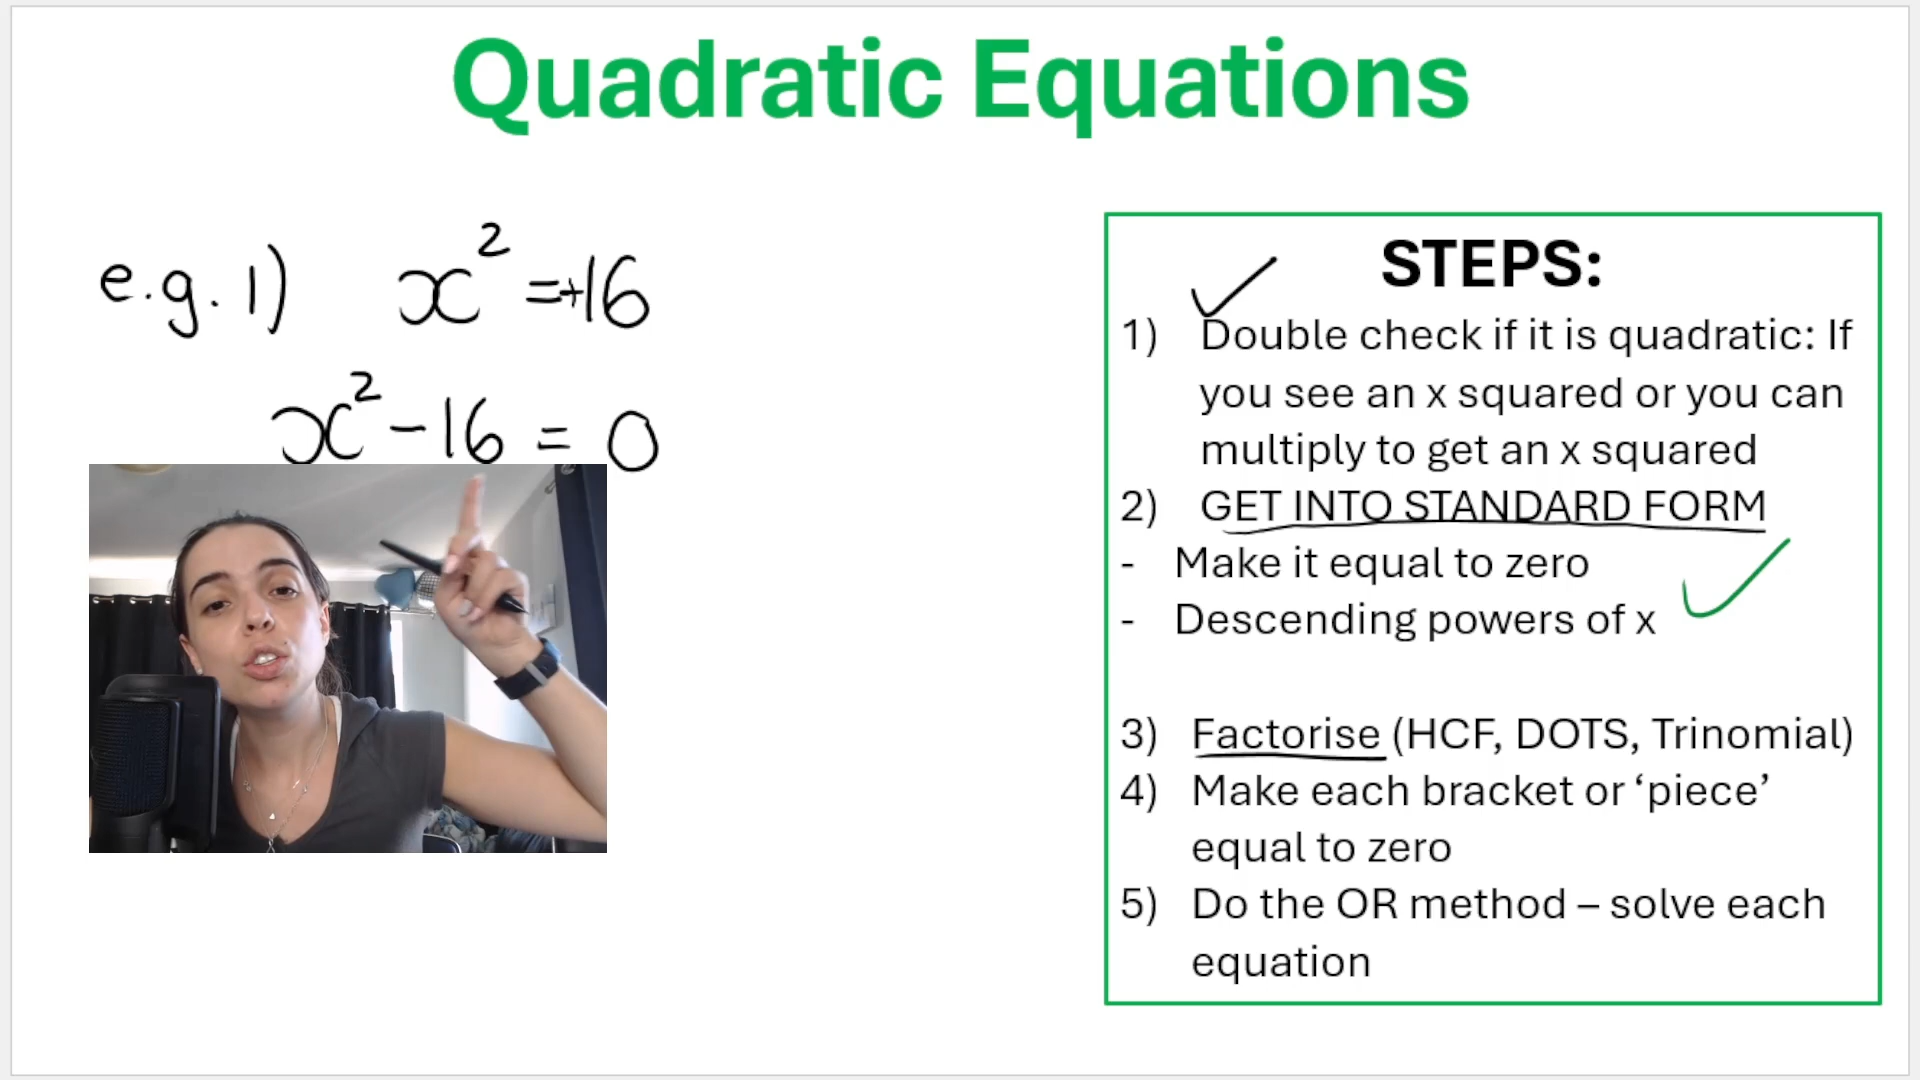 Quadratic Equations
e.g. 1) x² =+16
x² - 16 = 0
STEPS:
1) Double check if it is quadratic: If
you see an x squared or you can
multiply to get an x squared
2) GET INTO STANDARD FORM
- Make it equal to zero
- Descending powers of x
3) Factorise (HCF, DOTS, Trinomial)
4) Make each bracket or ‘piece’
equal to zero
5) Do the OR method – solve each
equation